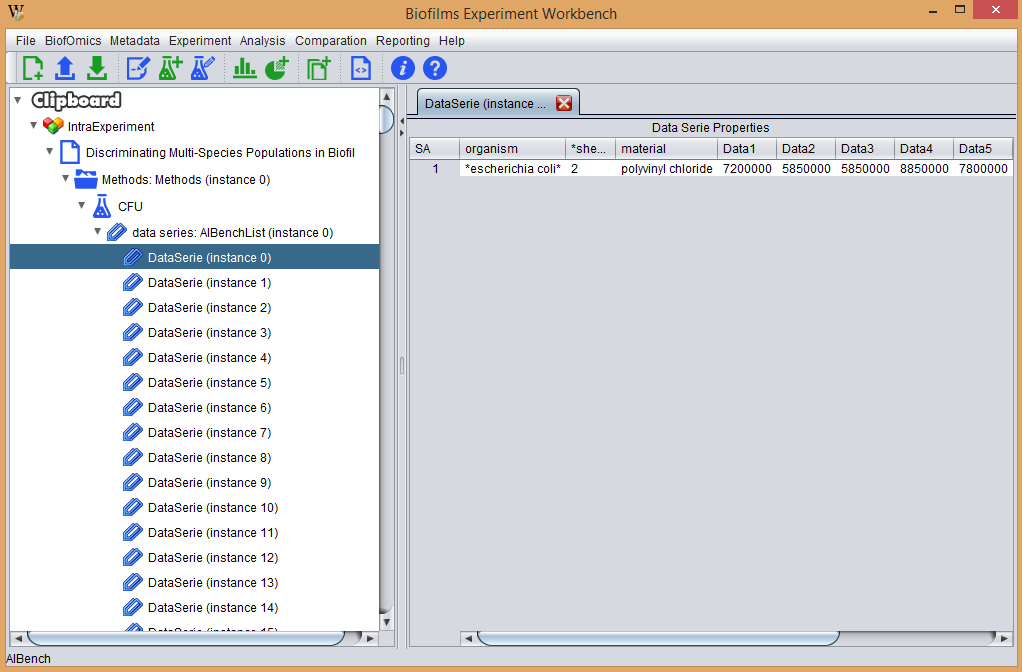 Biofilms Experiment Workbench
File BiofOmics Metadata Experiment Analysis Comparation Reporting Help
Clipboard
IntraExperiment
Discriminating Multi-Species Populations in Biofil
Methods: Methods (instance 0)
CFU
data series: AIBenchList (instance 0)
DataSerie (instance 0)
DataSerie (instance 1)
DataSerie (instance 2)
DataSerie (instance 3)
DataSerie (instance 4)
DataSerie (instance 5)
DataSerie (instance 6)
DataSerie (instance 7)
DataSerie (instance 8)
DataSerie (instance 9)
DataSerie (instance 10)
DataSerie (instance 11)
DataSerie (instance 12)
DataSerie (instance 13)
DataSerie (instance 14)
DataSerie (instance 15)
DataSerie (instance ...
Data Serie Properties
SA organism *she... material Data1 Data2 Data3 Data4 Data5
1 *escherichia coli* 2 polyvinyl chloride 7200000 5850000 5850000 8850000 7800000
AIBench